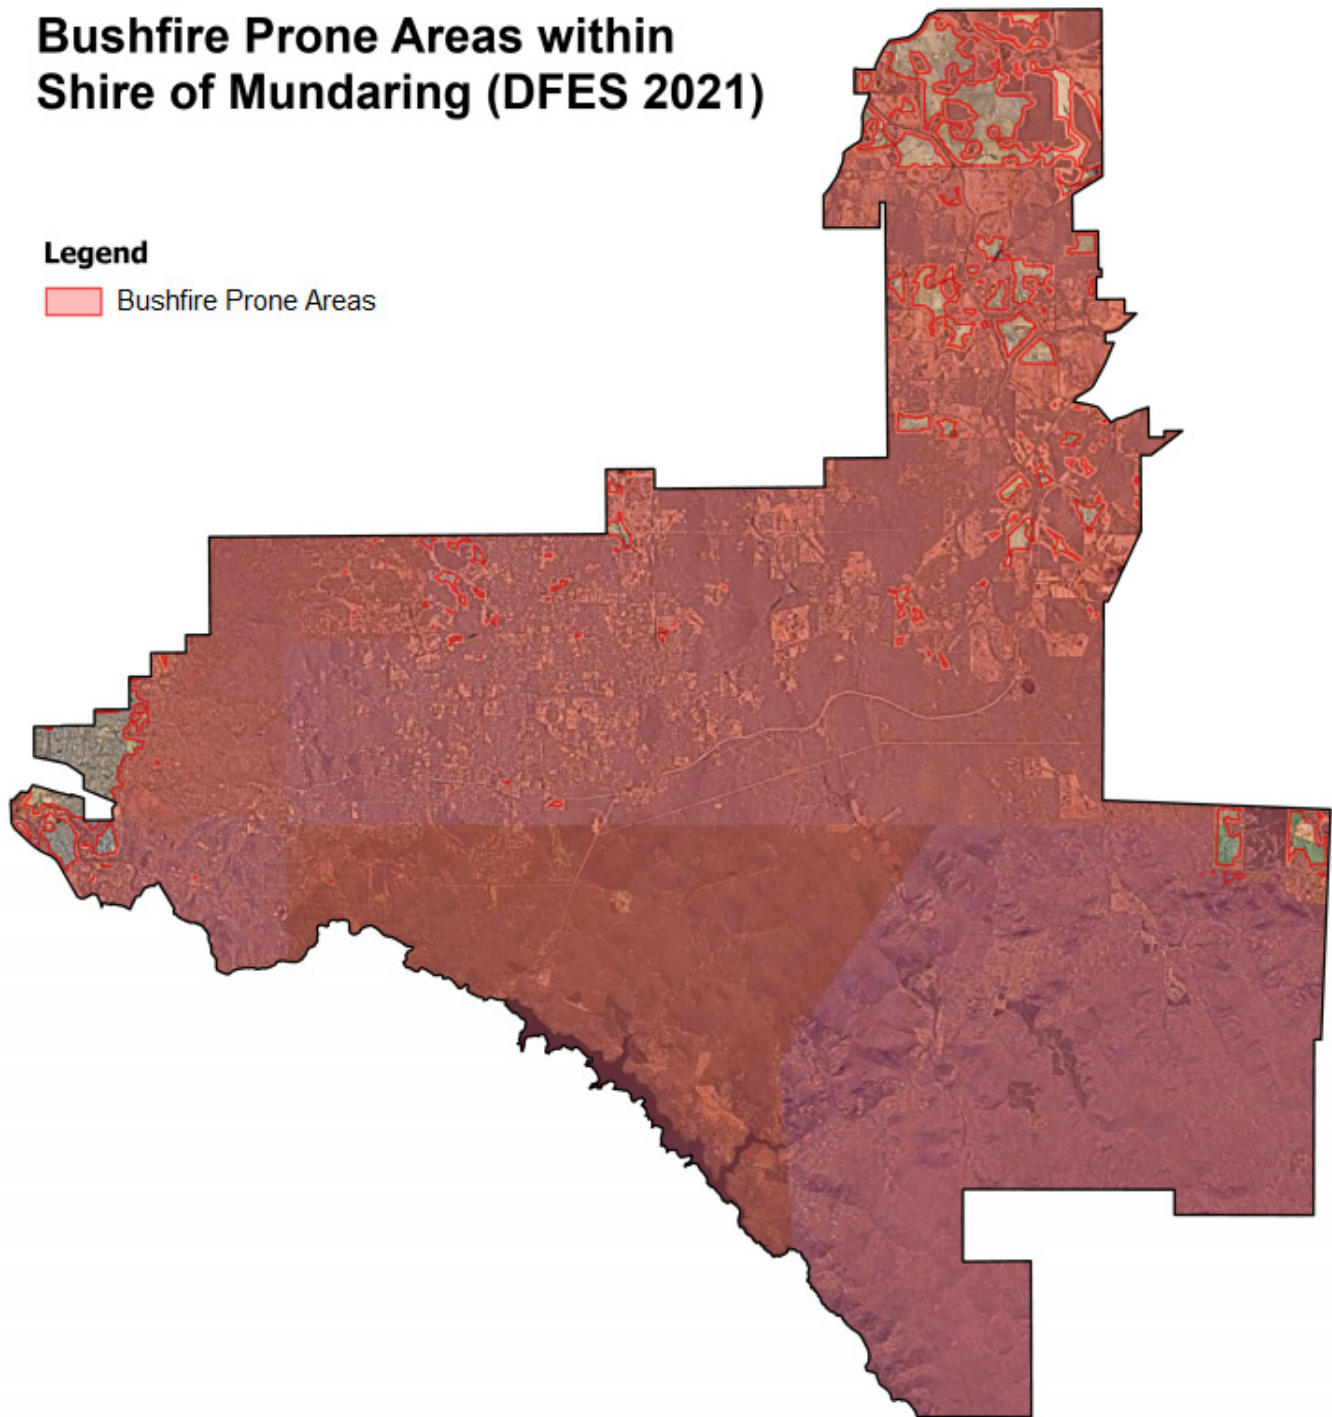 Bushfire Prone Areas within
Shire of Mundaring (DFES 2021)
Legend
Bushfire Prone Areas